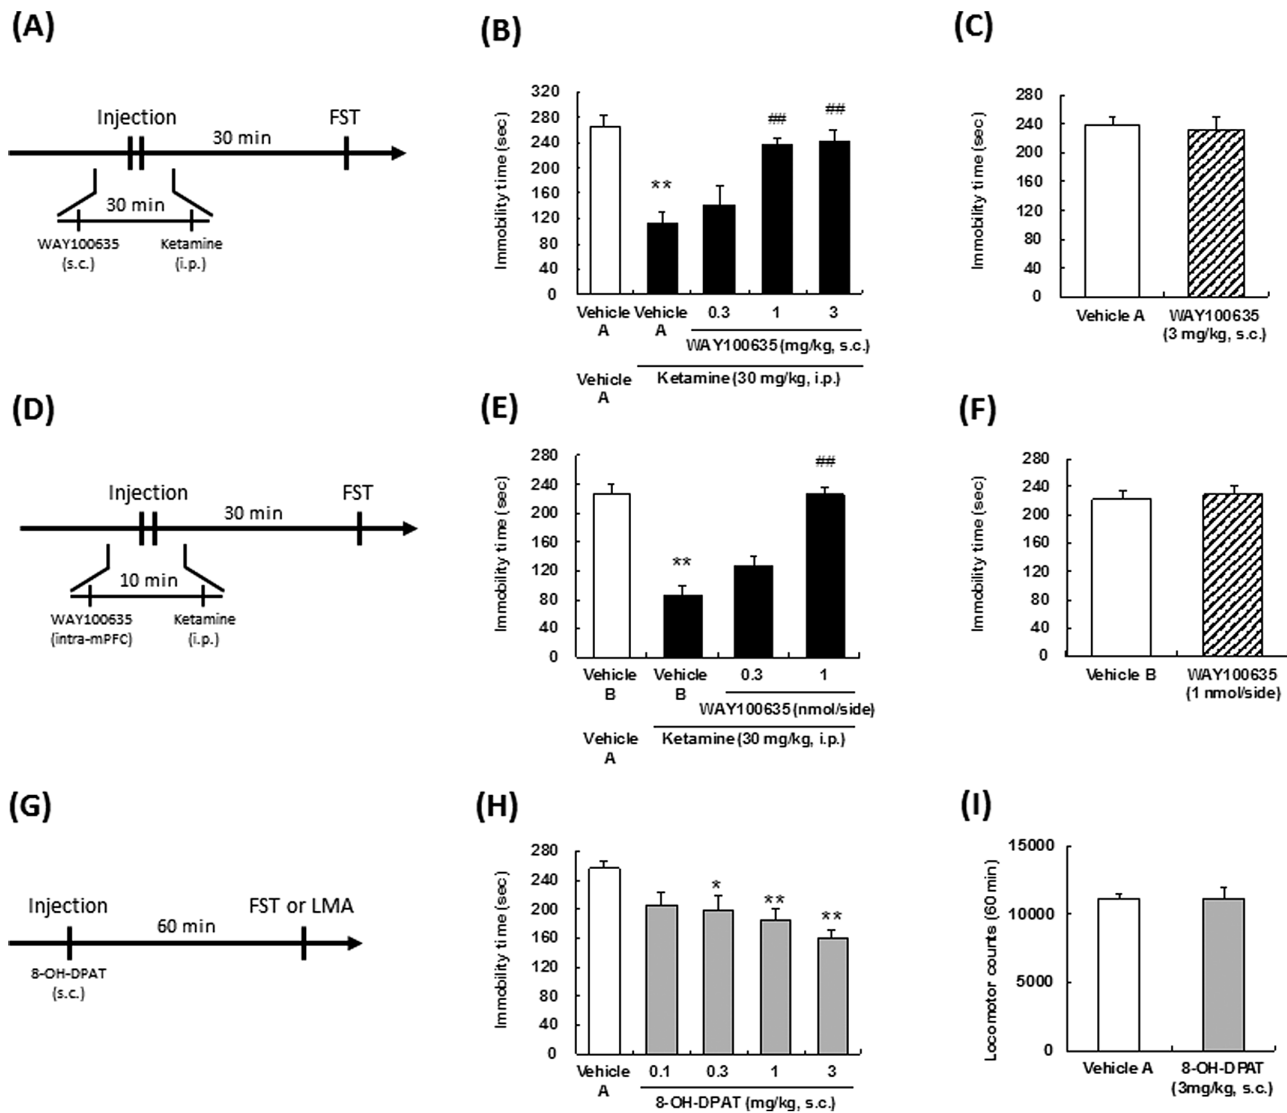 (A)
Injection
30 min
FST
30 min
WAY100635
(s.c.)
Ketamine
(i.p.)
(B)
Immobility time (sec)
320
280
240
200
160
120
80
40
0
**
##
##
Vehicle
A
Vehicle
A
0.3
1
3
WAY100635 (mg/kg, s.c.)
Vehicle
A
Ketamine (30 mg/kg, i.p.)
(C)
Immobility time (sec)
280
240
200
160
120
80
40
0
Vehicle A
WAY100635
(3 mg/kg, s.c.)
(D)
Injection
30 min
FST
10 min
WAY100635
(intra-mPFC)
Ketamine
(i.p.)
(E)
Immobility time (sec)
280
240
200
160
120
80
40
0
**
##
Vehicle
B
Vehicle
B
0.3
1
WAY100635 (nmol/side)
Vehicle
A
Ketamine (30 mg/kg, i.p.)
(F)
Immobility time (sec)
280
240
200
160
120
80
40
0
Vehicle B
WAY100635
(1 nmol/side)
(G)
Injection
60 min
FST or LMA
8-OH-DPAT
(s.c.)
(H)
Immobility time (sec)
280
240
200
160
120
80
40
0
*
**
**
Vehicle
A
0.1
0.3
1
3
8-OH-DPAT (mg/kg, s.c.)
(I)
Locomotor counts (60 min)
15000
10000
5000
0
Vehicle A
8-OH-DPAT
(3mg/kg, s.c.)